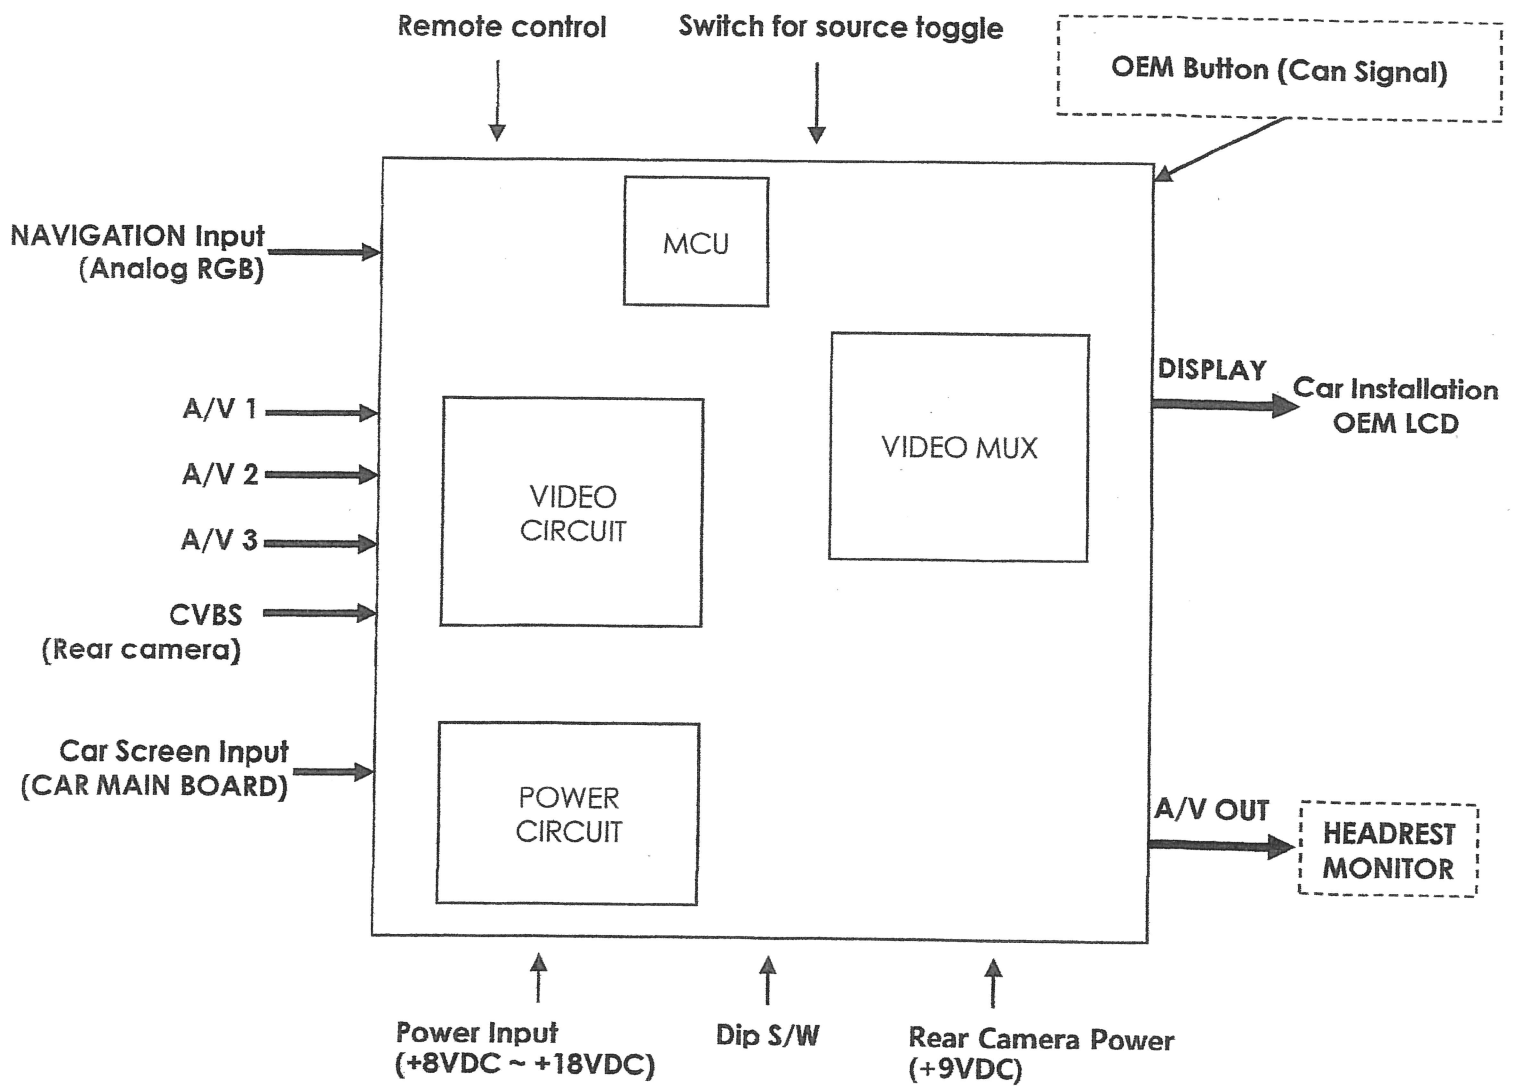 Remote control
Switch for source toggle
OEM Button (Can Signal)
NAVIGATION Input
(Analog RGB)
MCU
A/V 1
A/V 2
A/V 3
CVBS
(Rear camera)
VIDEO
CIRCUIT
VIDEO MUX
DISPLAY
Car Installation
OEM LCD
Car Screen Input
(CAR MAIN BOARD)
POWER
CIRCUIT
A/V OUT
HEADREST
MONITOR
Power Input
(+8VDC ~ +18VDC)
Dip S/W
Rear Camera Power
(+9VDC)